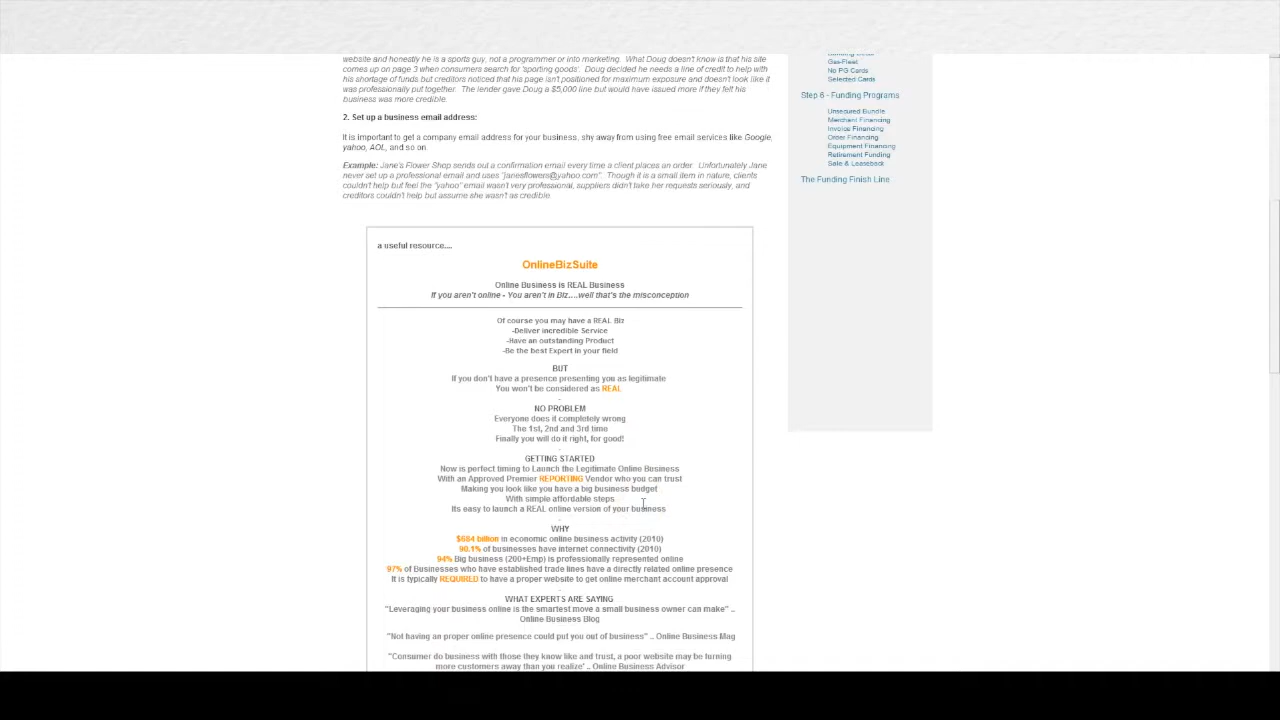 website and honestly he is a sports guy, not a programmer or into marketing.  What Doug doesn't know is that his site
comes up on page 3 when consumers search for 'sporting goods'.  Doug decided he needs a line of credit to help with
his shortage of funds but creditors noticed that his page isn't positioned for maximum exposure and doesn't look like it
was professionally put together.  The lender gave Doug a $5,000 line but would have issued more if they felt his
business was more credible.
2. Set up a business email address:
It is important to get a company email address for your business, shy away from using free email services like Google,
yahoo, AOL, and so on.
Example: Jane's Flower Shop sends out a confirmation email every time a client places an order.  Unfortunately Jane
never set up a professional email and uses "janesflowers@yahoo.com".  Though it is a small item in nature, clients
couldn't help but feel the "yahoo" email wasn't very professional, suppliers didn't take her requests seriously, and
creditors couldn't help but assume she wasn't as credible.
a useful resource....
OnlineBizSuite
Online Business is REAL Business
If you aren't online - You aren't in Biz....well that's the misconception
Of course you may have a REAL Biz
-Deliver incredible Service
-Have an outstanding Product
-Be the best Expert in your field
BUT
If you don't have a presence presenting you as legitimate
You won't be considered as REAL
-
NO PROBLEM
Everyone does it completely wrong
The 1st, 2nd and 3rd time
Finally you will do it right, for good!
GETTING STARTED
Now is perfect timing to Launch the Legitimate Online Business
With an Approved Premier REPORTING Vendor who you can trust
Making you look like you have a big business budget
With simple affordable steps
Its easy to launch a REAL online version of your business
WHY
$684 billion in economic online business activity (2010)
90.1% of businesses have internet connectivity (2010)
94% Big business (200+Emp) is professionally represented online
97% of Businesses who have established trade lines have a directly related online presence
It is typically REQUIRED to have a proper website to get online merchant account approval
WHAT EXPERTS ARE SAYING
"Leveraging your business online is the smartest move a small business owner can make" ..
Online Business Blog
"Not having an proper online presence could put you out of business" .. Online Business Mag
"Consumer do business with those they know like and trust, a poor website may be turning
more customers away than you realize' .. Online Business Advisor
Gas-Fleet
No PG Cards
Selected Cards
Step 6 - Funding Programs
Unsecured Bundle
Merchant Financing
Invoice Financing
Order Financing
Equipment Financing
Retirement Funding
Sale & Leaseback
The Funding Finish Line